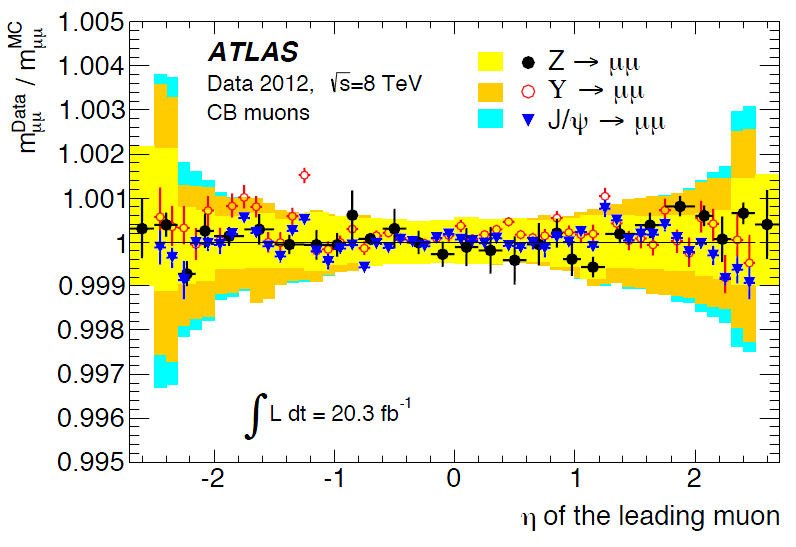 m_μμ^Data / m_μμ^MC
1.005
1.004
1.003
1.002
1.001
1
0.999
0.998
0.997
0.996
0.995
ATLAS
Data 2012, √s=8 TeV
CB muons
Z → μμ
ϒ → μμ
J/ψ → μμ
∫ L dt = 20.3 fb⁻¹
-2 -1 0 1 2
η of the leading muon